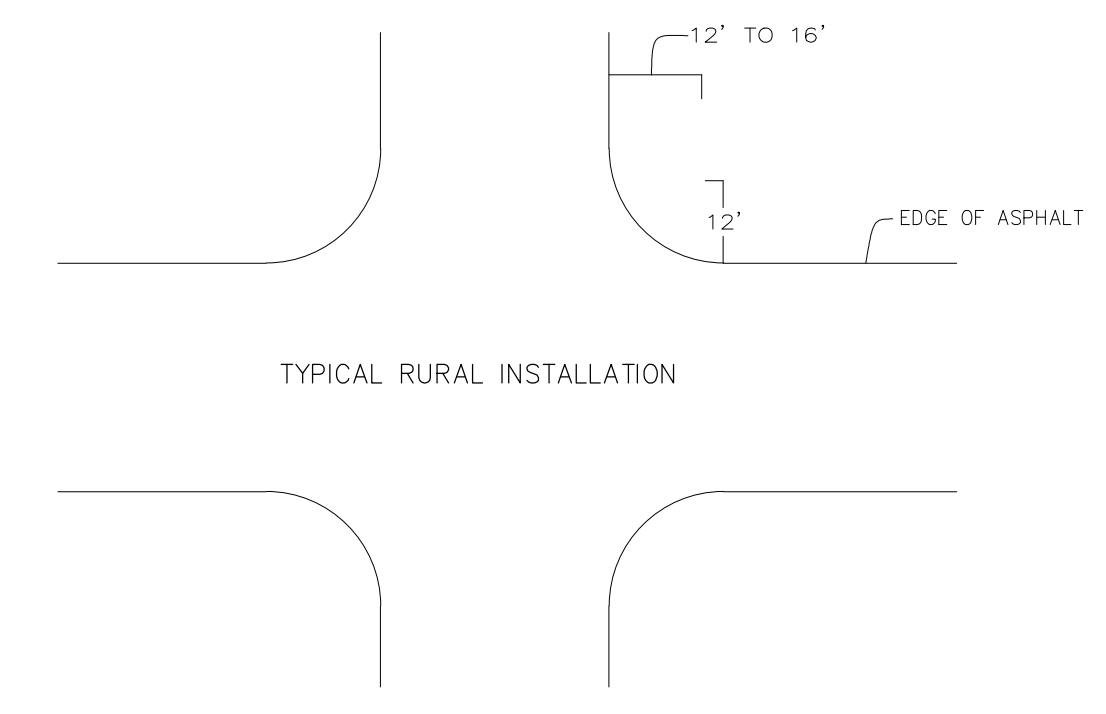 12' TO 16'
12'
EDGE OF ASPHALT
TYPICAL RURAL INSTALLATION